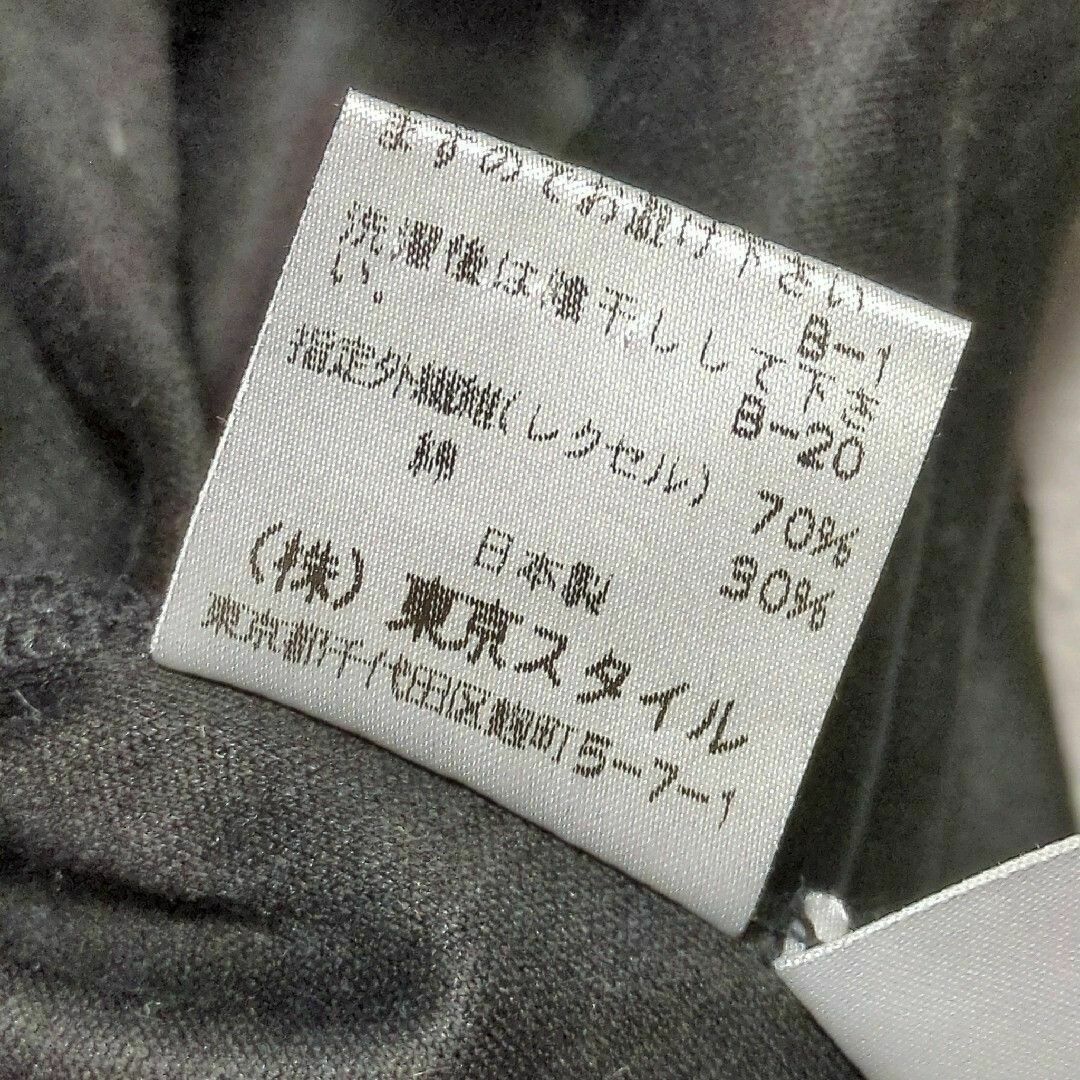 ますのでお避け下さい
B-1
洗濯後は陰干しして下さ
い。
B-20
指定外繊維(レクセル) 70%
綿 30%
日本製
(株)東京スタイル
東京都千代田区麹町5-7-1